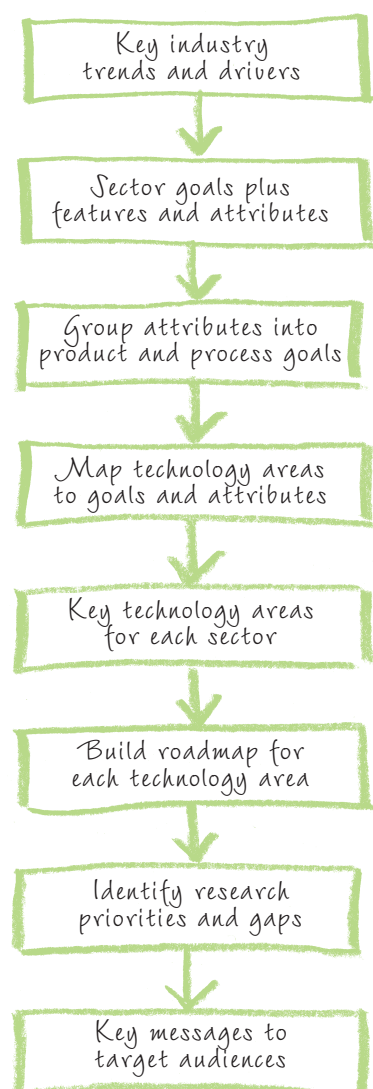 Key industry
trends and drivers
Sector goals plus
features and attributes
Group attributes into
product and process goals
Map technology areas
to goals and attributes
Key technology areas
for each sector
Build roadmap for
each technology area
Identify research
priorities and gaps
Key messages to
target audiences